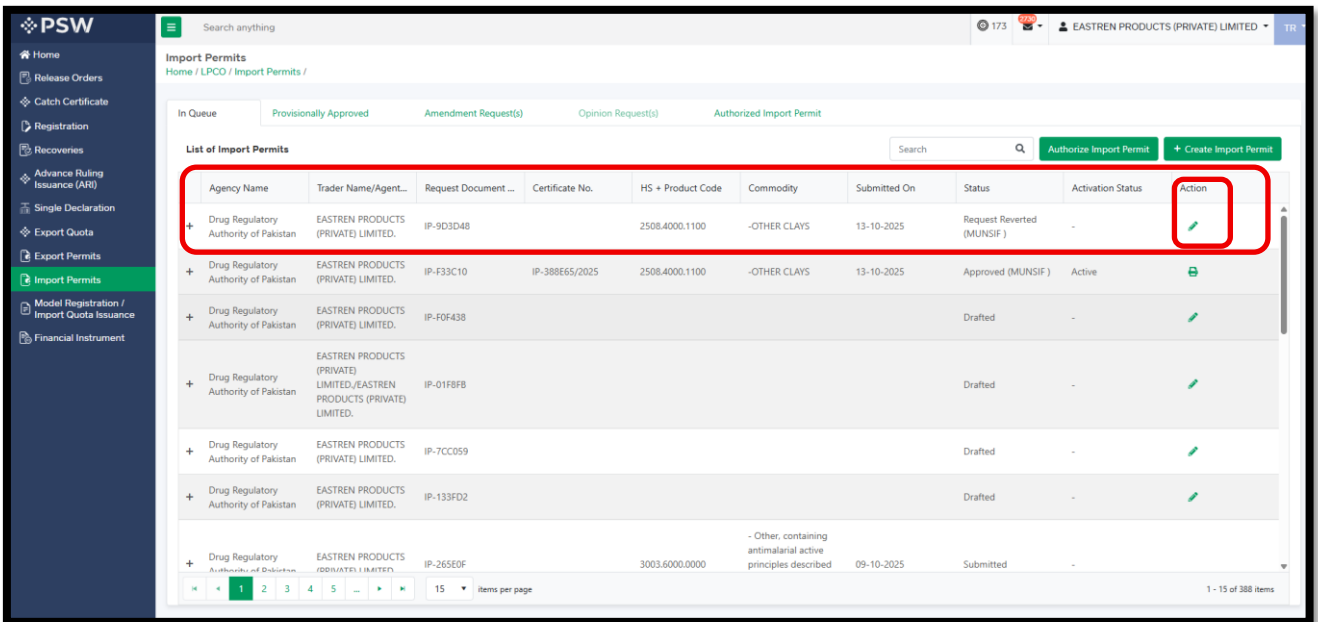 PSW
Search anything
173
2730
EASTREN PRODUCTS (PRIVATE) LIMITED
TR
Home
Release Orders
Catch Certificate
Registration
Recoveries
Advance Ruling
Issuance (ARI)
Single Declaration
Export Quota
Export Permits
Import Permits
Model Registration /
Import Quota Issuance
Financial Instrument
Import Permits
Home / LPCO / Import Permits /
In Queue
Provisionally Approved
Amendment Request(s)
Opinion Request(s)
Authorized Import Permit
List of Import Permits
Search
Authorize Import Permit
+ Create Import Permit
Agency Name
Trader Name/Agent...
Request Document ...
Certificate No.
HS + Product Code
Commodity
Submitted On
Status
Activation Status
Action
+
Drug Regulatory
Authority of Pakistan
EASTREN PRODUCTS
(PRIVATE) LIMITED.
IP-9D3D48
2508.4000.1100
-OTHER CLAYS
13-10-2025
Request Reverted
(MUNSIF )
-
+
Drug Regulatory
Authority of Pakistan
EASTREN PRODUCTS
(PRIVATE) LIMITED.
IP-F33C10
IP-388E65/2025
2508.4000.1100
-OTHER CLAYS
13-10-2025
Approved (MUNSIF )
Active
+
Drug Regulatory
Authority of Pakistan
EASTREN PRODUCTS
(PRIVATE) LIMITED.
IP-F0F438
Drafted
-
+
Drug Regulatory
Authority of Pakistan
EASTREN PRODUCTS
(PRIVATE)
LIMITED./EASTREN
PRODUCTS (PRIVATE)
LIMITED.
IP-01F8FB
Drafted
-
+
Drug Regulatory
Authority of Pakistan
EASTREN PRODUCTS
(PRIVATE) LIMITED.
IP-7CC059
Drafted
-
+
Drug Regulatory
Authority of Pakistan
EASTREN PRODUCTS
(PRIVATE) LIMITED.
IP-133FD2
Drafted
-
+
Drug Regulatory
Authority of Pakistan
EASTREN PRODUCTS
(PRIVATE) LIMITED.
IP-265E0F
3003.6000.0000
- Other, containing
antimalarial active
principles described
09-10-2025
Submitted
-
1 2 3 4 5 ...
15
items per page
1 - 15 of 388 items